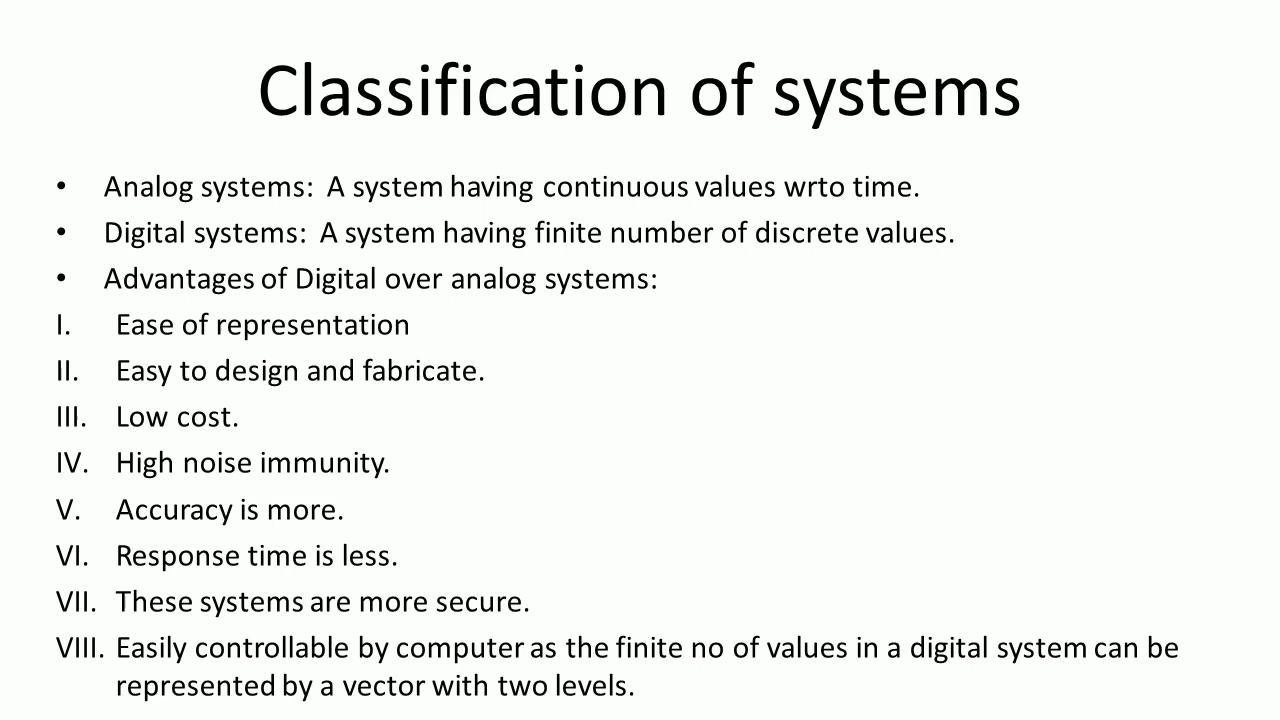 Classification of systems
• Analog systems: A system having continuous values wrto time.
• Digital systems: A system having finite number of discrete values.
• Advantages of Digital over analog systems:
I. Ease of representation
II. Easy to design and fabricate.
III. Low cost.
IV. High noise immunity.
V. Accuracy is more.
VI. Response time is less.
VII. These systems are more secure.
VIII. Easily controllable by computer as the finite no of values in a digital system can be
represented by a vector with two levels.